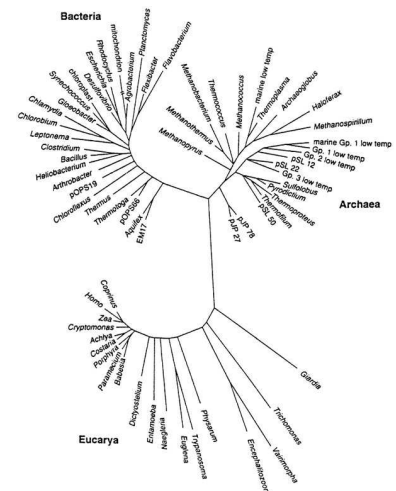 Bacteria
mitochondrion
Rhodocyclus
Escherichia
Desulfovibrio
chloroplast
Synechococcus
Gloeobacter
Chlamydia
Chlorobium
Leptonema
Clostridium
Bacillus
Heliobacterium
Arthrobacter
pOPS19
Chloroflexus
Thermus
Thermotoga
pOPS66
Aquifex
EM17
Agrobacterium
Planctomyces
Flexibacter
Flavobacterium
Methanobacterium
Methanothermus
Methanopyrus
Thermococcus
Methanococcus
marine low temp
Thermoplasma
Archaeoglobus
Haloferax
Methanospirillum
marine Gp. 1 low temp
Gp. 1 low temp
Gp. 2 low temp
pSL 12
pSL 22
Gp. 3 low temp
Sulfolobus
Pyrodictium
Thermoproteus
Thermofilum
pSL 50
pJP 78
pJP 27
Archaea
Coprinus
Homo
Zea
Cryptomonas
Achlya
Costaria
Porphyra
Paramecium
Babesia
Dictyostelium
Entamoeba
Naegleria
Euglena
Trypanosoma
Physarum
Encephalitozoon
Vairimorpha
Trichomonas
Giardia
Eucarya